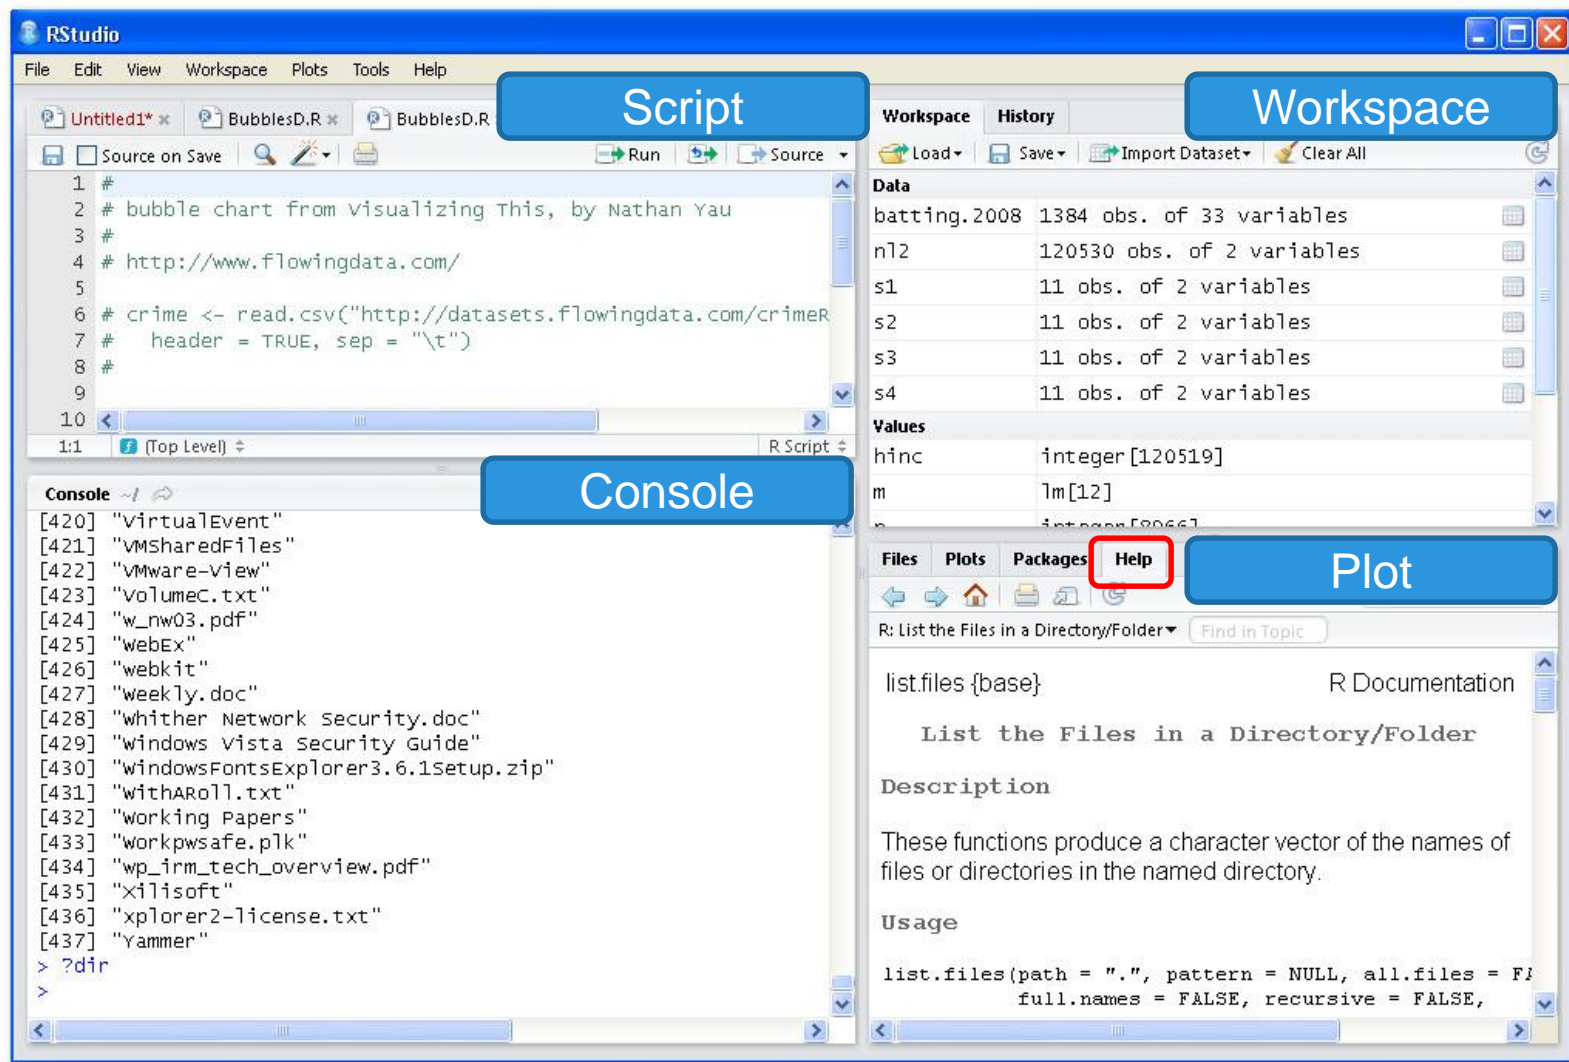 RStudio
File Edit View Workspace Plots Tools Help
Script
Untitled1* BubblesD.R BubblesD.R
Source on Save Run Source
1 #
2 # bubble chart from Visualizing This, by Nathan Yau
3 #
4 # http://www.flowingdata.com/
5
6 # crime <- read.csv("http://datasets.flowingdata.com/crimeR
7 #   header = TRUE, sep = "\t")
8 #
9
10
1:1 (Top Level) R Script
Console
Console ~/
[420] "VirtualEvent"
[421] "VMSharedFiles"
[422] "VMware-View"
[423] "VolumeC.txt"
[424] "w_nw03.pdf"
[425] "WebEx"
[426] "webkit"
[427] "Weekly.doc"
[428] "Whither Network Security.doc"
[429] "Windows Vista Security Guide"
[430] "WindowsFontsExplorer3.6.1Setup.zip"
[431] "WithARoll.txt"
[432] "Working Papers"
[433] "Workpwsafe.plk"
[434] "wp_irm_tech_overview.pdf"
[435] "Xilisoft"
[436] "xplorer2-license.txt"
[437] "Yammer"
> ?dir
>
Workspace
Workspace History
Load Save Import Dataset Clear All
Data
batting.2008 1384 obs. of 33 variables
nl2 120530 obs. of 2 variables
s1 11 obs. of 2 variables
s2 11 obs. of 2 variables
s3 11 obs. of 2 variables
s4 11 obs. of 2 variables
Values
hinc integer[120519]
m lm[12]
integer[8966]
Plot
Files Plots Packages Help
R: List the Files in a Directory/Folder Find in Topic
list.files {base} R Documentation
List the Files in a Directory/Folder
Description
These functions produce a character vector of the names of
files or directories in the named directory.
Usage
list.files(path = ".", pattern = NULL, all.files = FA
full.names = FALSE, recursive = FALSE,